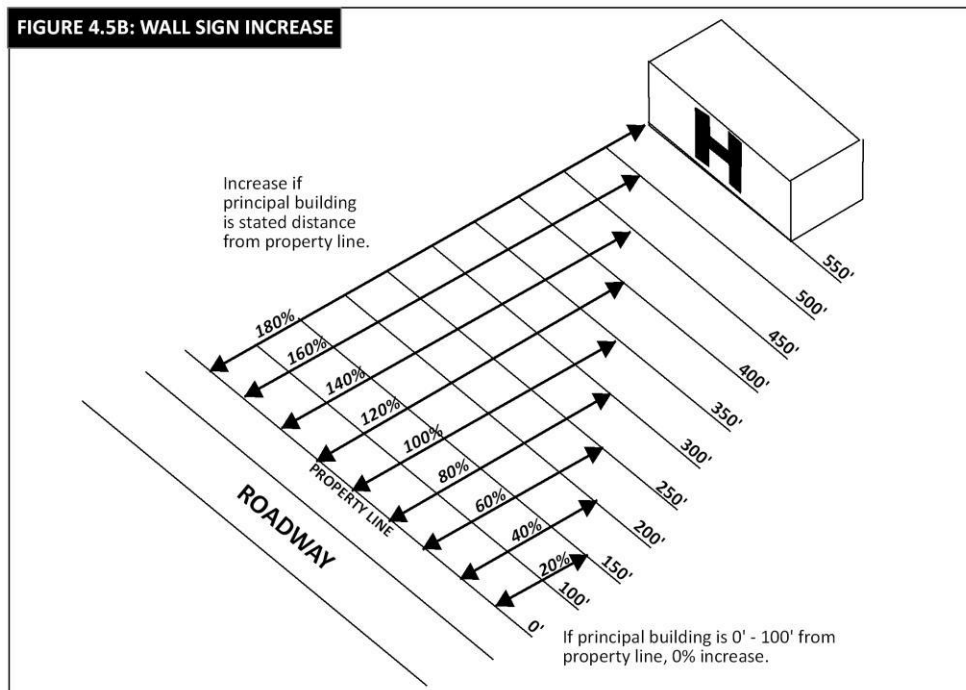 FIGURE 4.5B: WALL SIGN INCREASE
H
Increase if
principal building
is stated distance
from property line.
180%
160%
140%
120%
100%
80%
60%
40%
20%
550'
500'
450'
400'
350'
300'
250'
200'
150'
100'
0'
PROPERTY LINE
ROADWAY
If principal building is 0' - 100' from
property line, 0% increase.